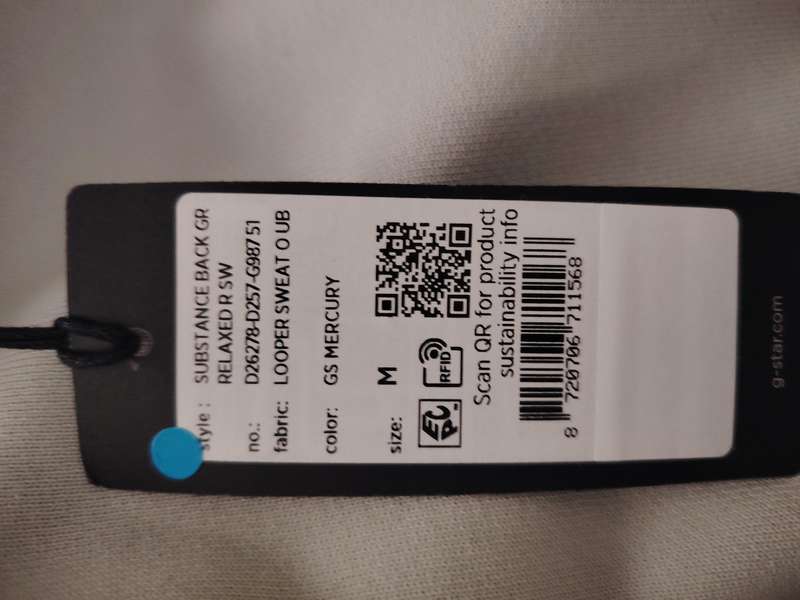 style : SUBSTANCE BACK GR
RELAXED R SW
no.: D26278-D257-G987 51
fabric: LOOPER SWEAT O UB
color: GS MERCURY
size: M
EPC
RFID
Scan QR for product
sustainability info
8 720706 711568
g-star.com